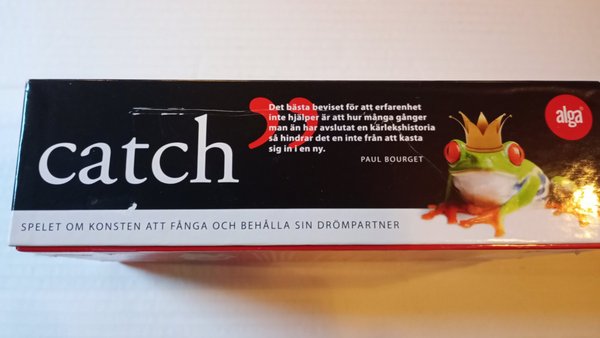 catch
”
Det bästa beviset för att erfarenhet
inte hjälper är att hur många gånger
man än har avslutat en kärlekshistoria
så hindrar det en inte från att kasta
sig in i en ny.
PAUL BOURGET
alga
SPELET OM KONSTEN ATT FÅNGA OCH BEHÅLLA SIN DRÖMPARTNER